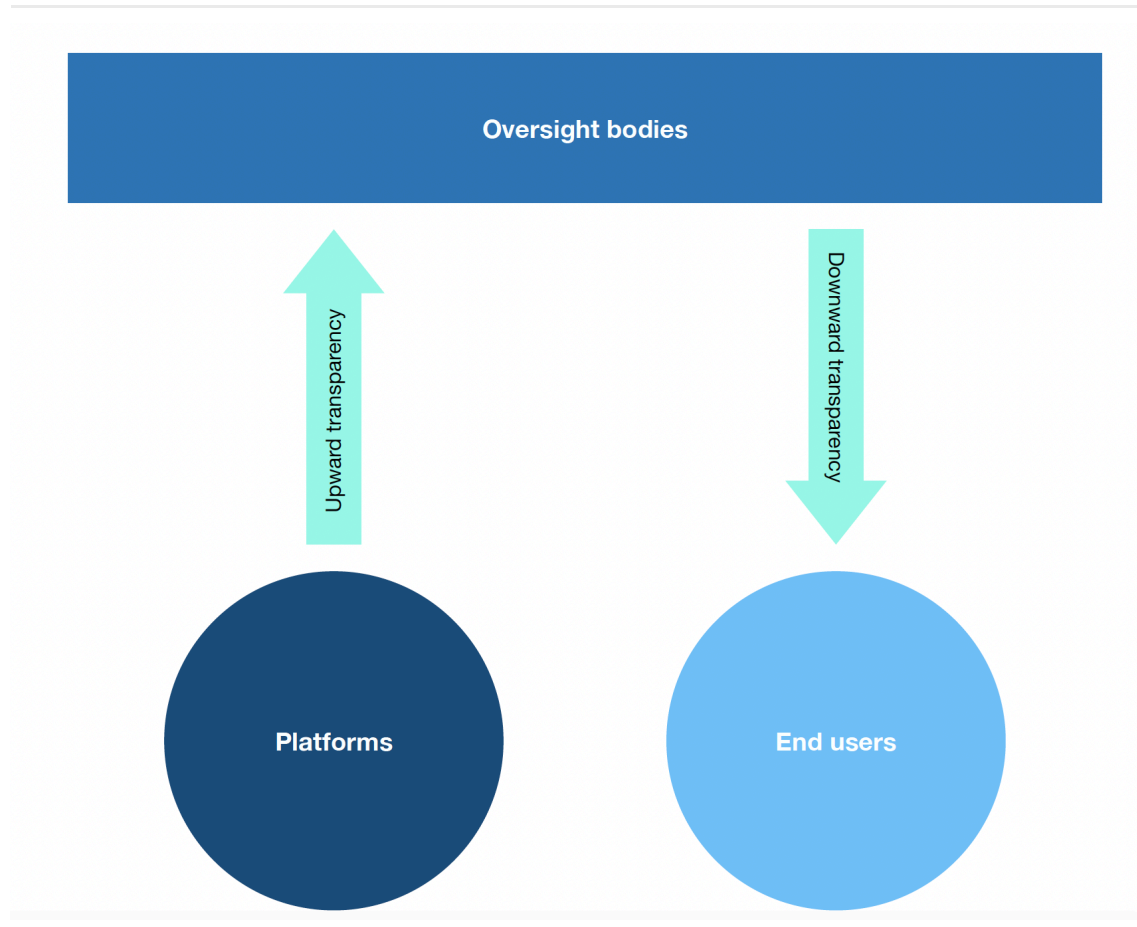 Oversight bodies
Upward transparency
Downward transparency
Platforms
End users